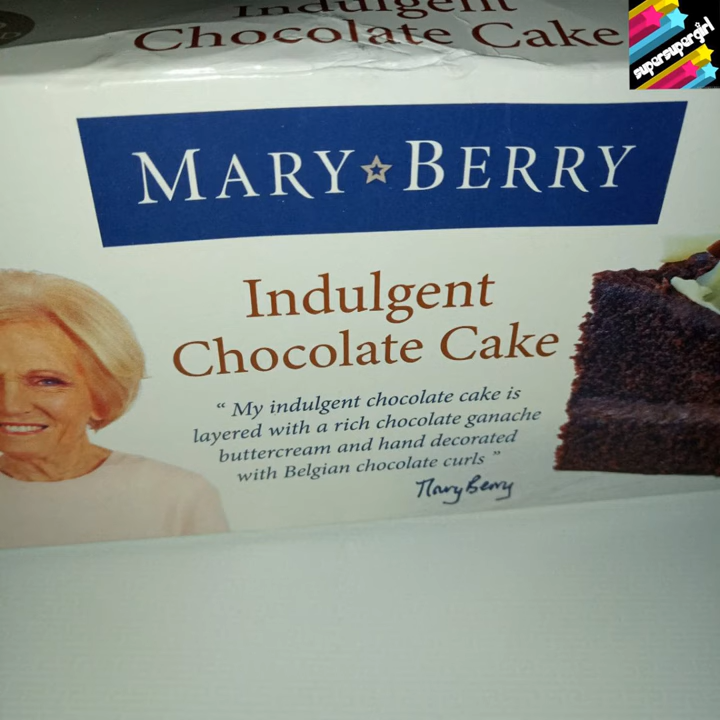 Indulgent
Chocolate Cake
supersupergirl
MARY BERRY
Indulgent
Chocolate Cake
“ My indulgent chocolate cake is
layered with a rich chocolate ganache
buttercream and hand decorated
with Belgian chocolate curls ”
Mary Berry